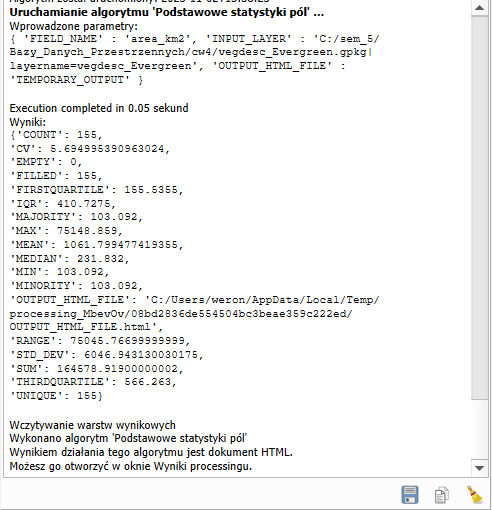 Uruchamianie algorytmu 'Podstawowe statystyki pól' …
Wprowadzone parametry:
{ 'FIELD_NAME' : 'area_km2', 'INPUT_LAYER' : 'C:/sem_5/
Bazy_Danych_Przestrzennych/cw4/vegdesc_Evergreen.gpkg|
layername=vegdesc_Evergreen', 'OUTPUT_HTML_FILE' :
'TEMPORARY_OUTPUT' }
Execution completed in 0.05 sekund
Wyniki:
{'COUNT': 155,
'CV': 5.694995390963024,
'EMPTY': 0,
'FILLED': 155,
'FIRSTQUARTILE': 155.5355,
'IQR': 410.7275,
'MAJORITY': 103.092,
'MAX': 75148.859,
'MEAN': 1061.799477419355,
'MEDIAN': 231.832,
'MIN': 103.092,
'MINORITY': 103.092,
'OUTPUT_HTML_FILE': 'C:/Users/weron/AppData/Local/Temp/
processing_MbevOv/08bd2836de554504bc3beae359c222ed/
OUTPUT_HTML_FILE.html',
'RANGE': 75045.76699999999,
'STD_DEV': 6046.943130030175,
'SUM': 164578.91900000002,
'THIRDQUARTILE': 566.263,
'UNIQUE': 155}
Wczytywanie warstw wynikowych
Wykonano algorytm 'Podstawowe statystyki pól'
Wynikiem działania tego algorytmu jest dokument HTML.
Możesz go otworzyć w oknie Wyniki processingu.